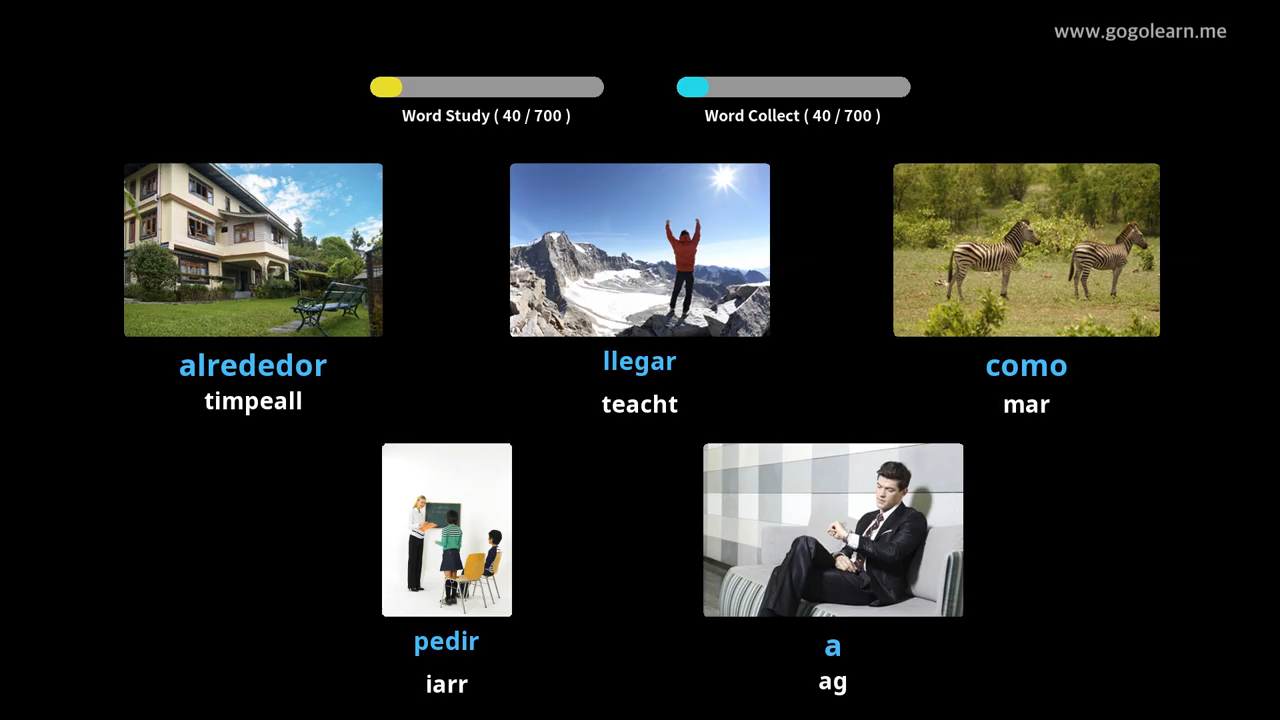 www.gogolearn.me
Word Study ( 40 / 700 )
Word Collect ( 40 / 700 )
alrededor
timpeall
llegar
teacht
como
mar
pedir
iarr
a
ag